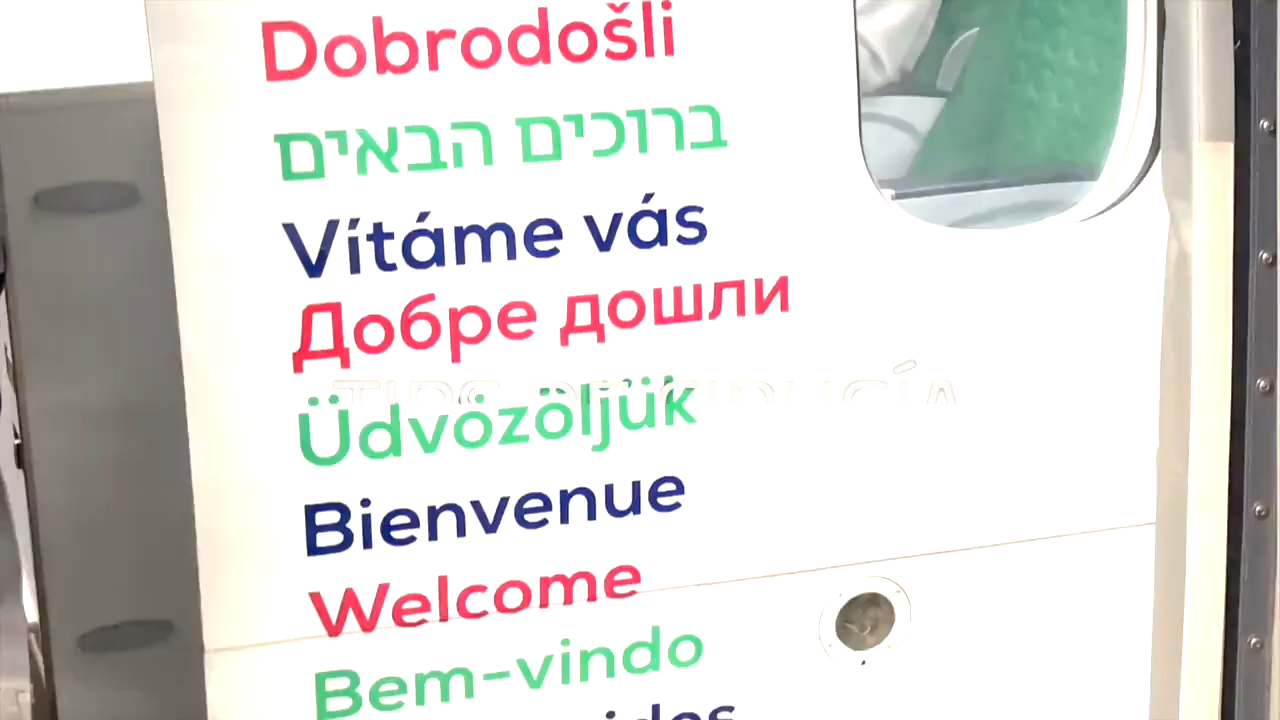 Dobrodošli
ברוכים הבאים
Vítáme vás
Добре дошли
Üdvözöljük
Bienvenue
Welcome
Bem-vindo